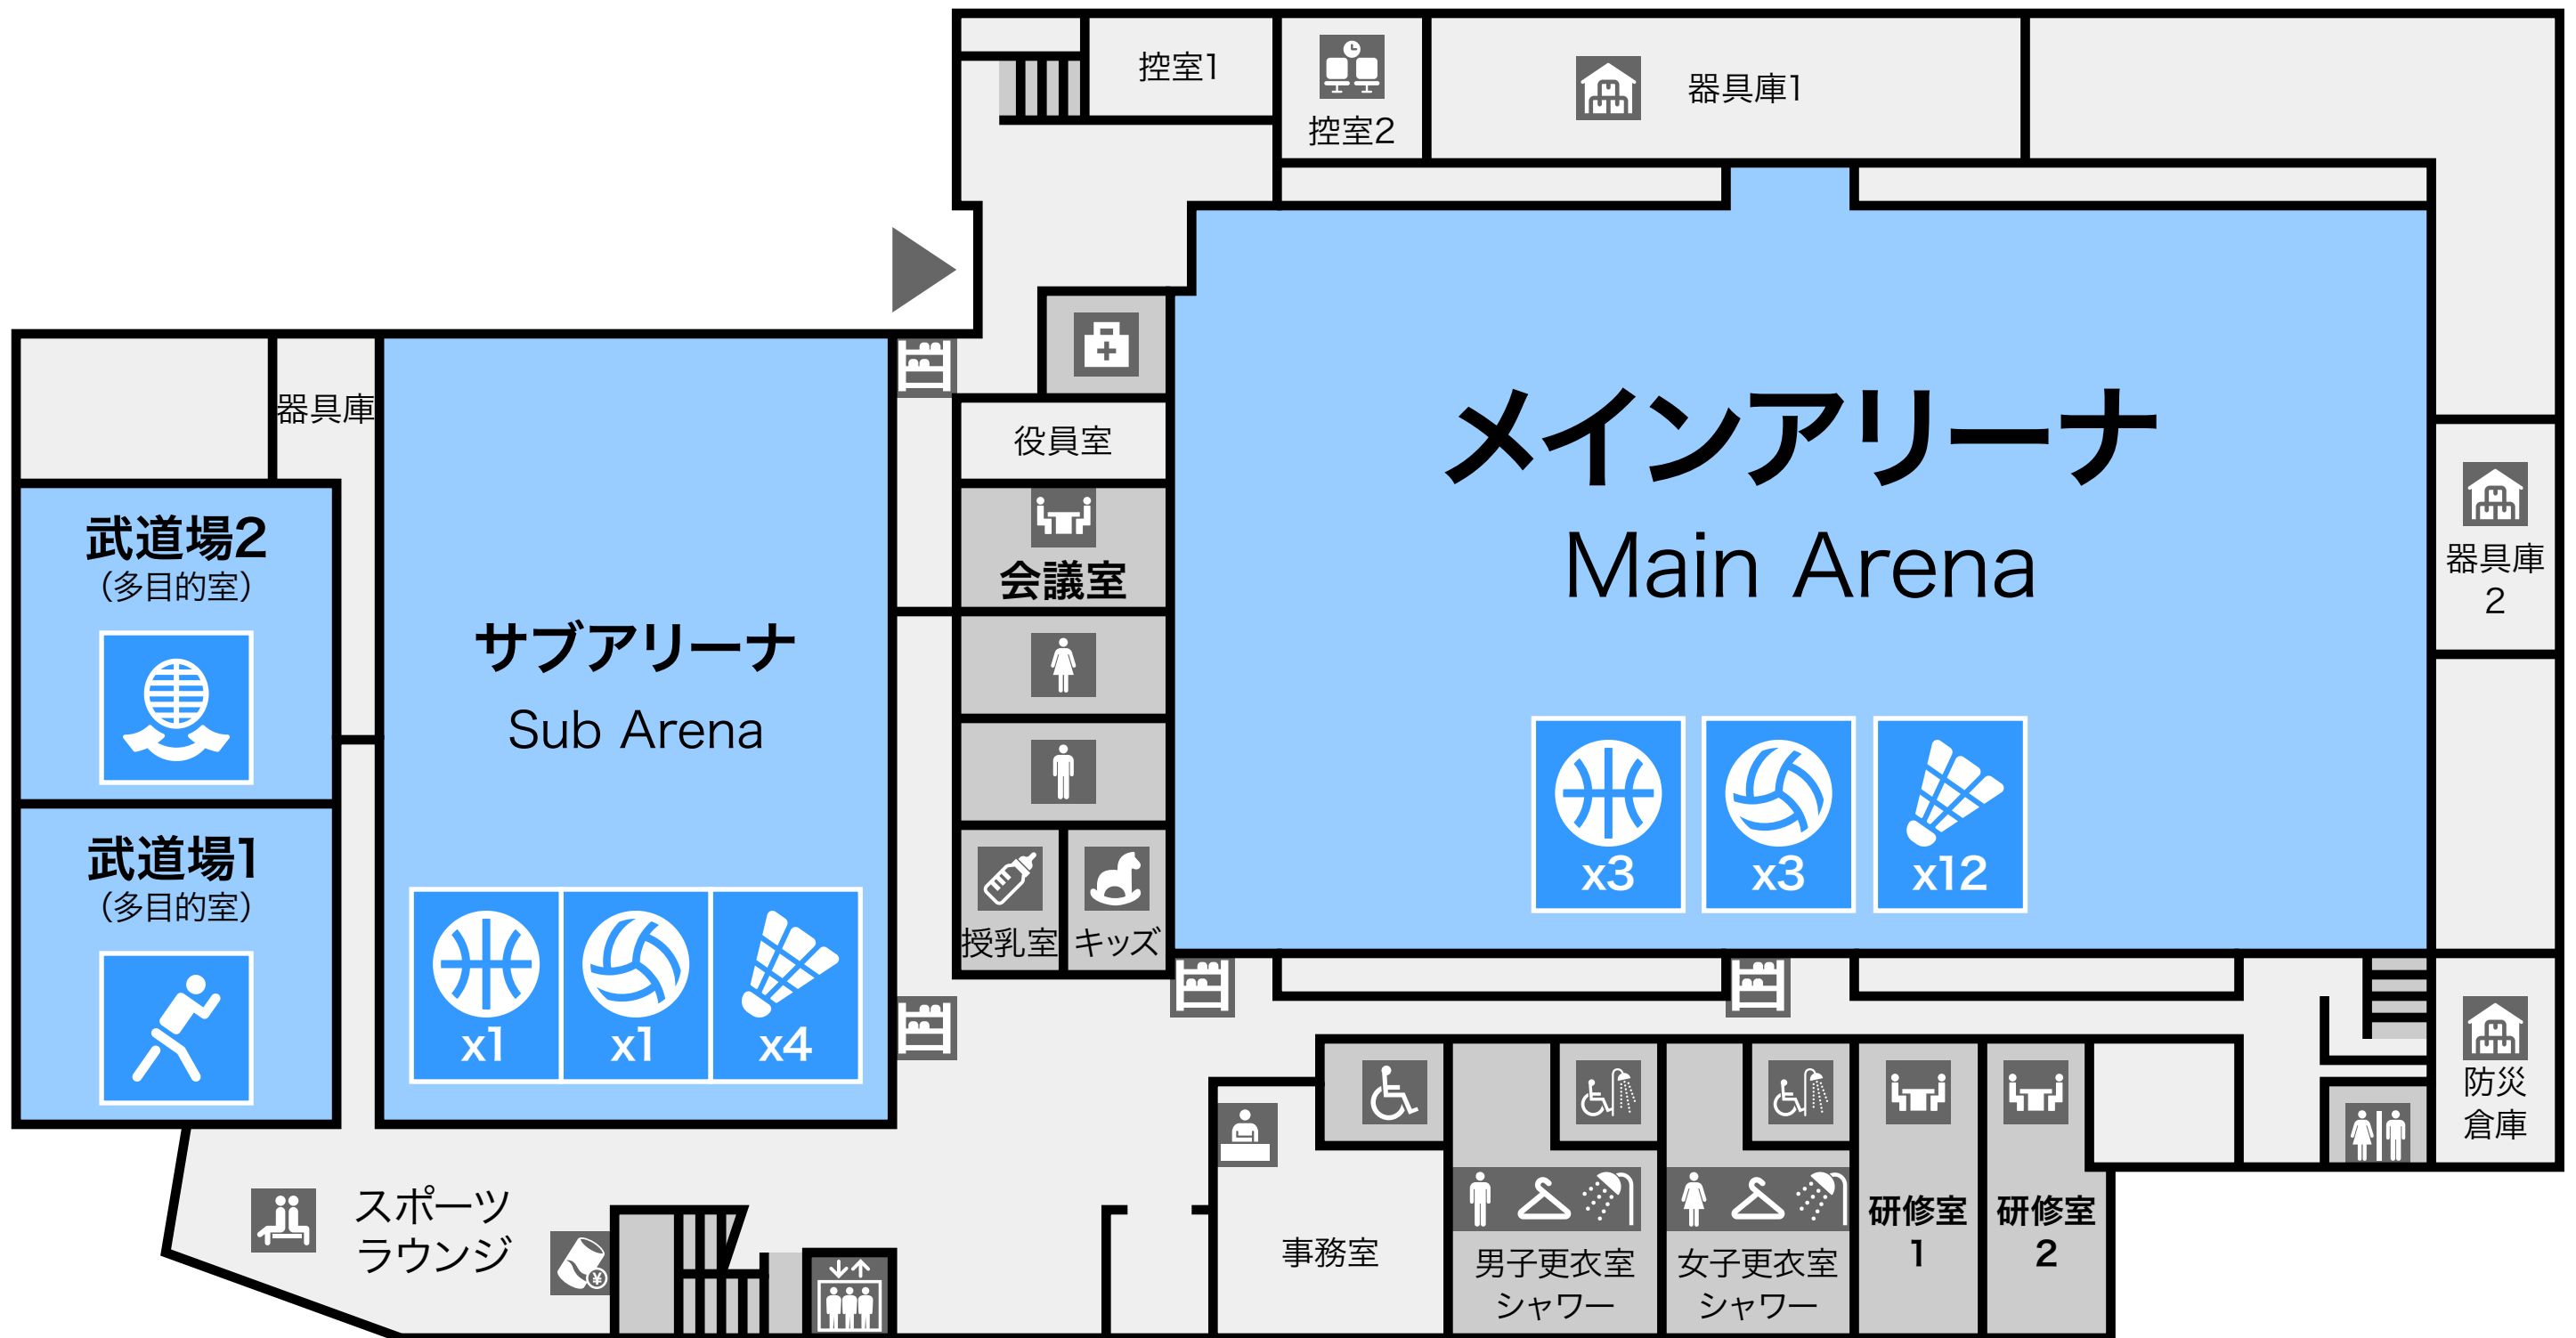 控室1
控室2
器具庫1
器具庫
役員室
会議室
メインアリーナ
Main Arena
x3
x3
x12
器具庫
2
武道場2
（多目的室）
武道場1
（多目的室）
サブアリーナ
Sub Arena
x1
x1
x4
授乳室
キッズ
防災
倉庫
スポーツ
ラウンジ
¥
事務室
男子更衣室
シャワー
女子更衣室
シャワー
研修室
1
研修室
2